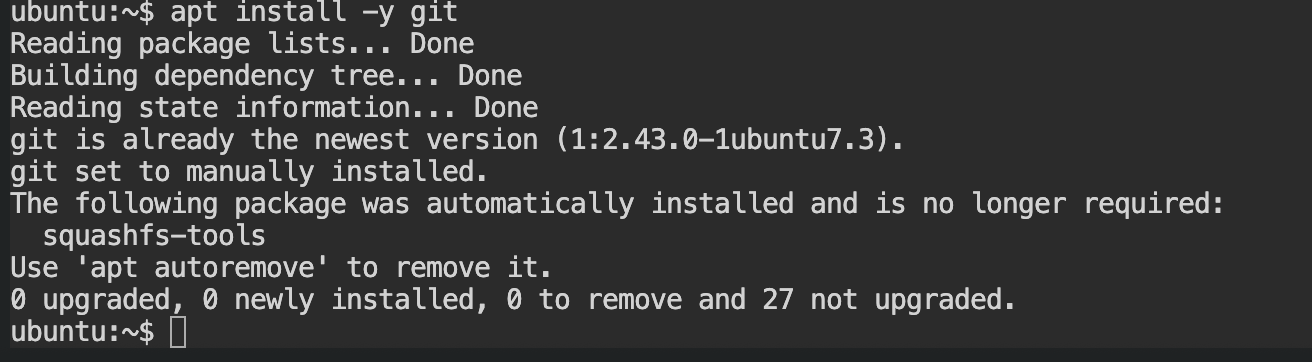 ubuntu:~$ apt install -y git
Reading package lists... Done
Building dependency tree... Done
Reading state information... Done
git is already the newest version (1:2.43.0-1ubuntu7.3).
git set to manually installed.
The following package was automatically installed and is no longer required:
  squashfs-tools
Use 'apt autoremove' to remove it.
0 upgraded, 0 newly installed, 0 to remove and 27 not upgraded.
ubuntu:~$